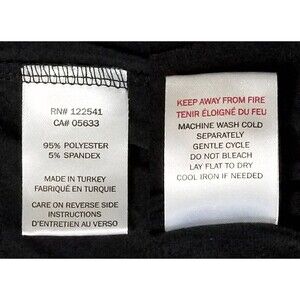 RN# 122541
CA# 05633
95% POLYESTER
5% SPANDEX
MADE IN TURKEY
FABRIQUÉ EN TURQUIE
CARE ON REVERSE SIDE
INSTRUCTIONS
D'ENTRETIEN AU VERSO
KEEP AWAY FROM FIRE
TENIR ÉLOIGNÉ DU FEU
MACHINE WASH COLD
SEPARATELY
GENTLE CYCLE
DO NOT BLEACH
LAY FLAT TO DRY
COOL IRON IF NEEDED